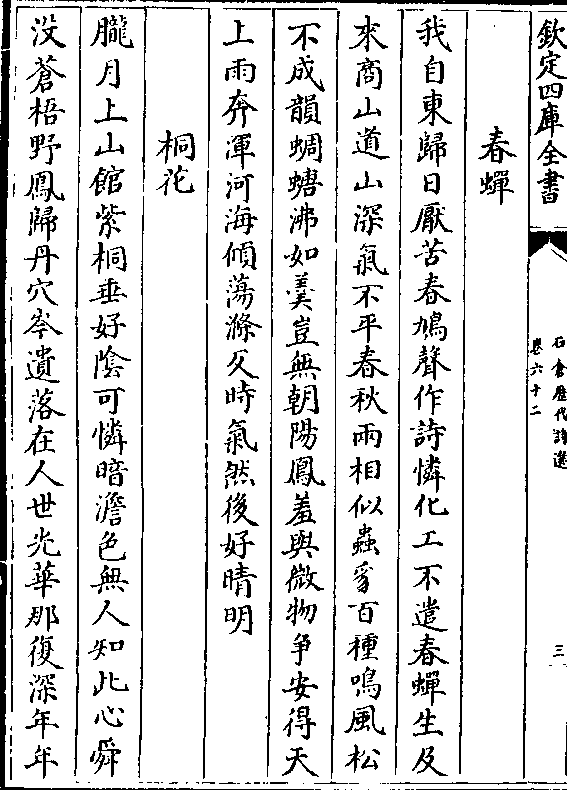 欽定四庫全書
石倉歷代詩選
卷六十二
三
春蟬
我自東歸日厭苦春鳩聲作詩憐化工不遣春蟬生及
來商山道山深氣不平春秋兩相似蟲豸百種鳴風松
不成韻蜩螗沸如羹豈無朝陽鳳羞與微物爭安得天
上雨奔渾河海傾蕩滌反時氣然後好晴明
桐花
朧月上山館紫桐垂好陰可憐暗澹色無人知此心舜
没蒼梧野鳳歸丹穴岑遺落在人世光華那復深年年